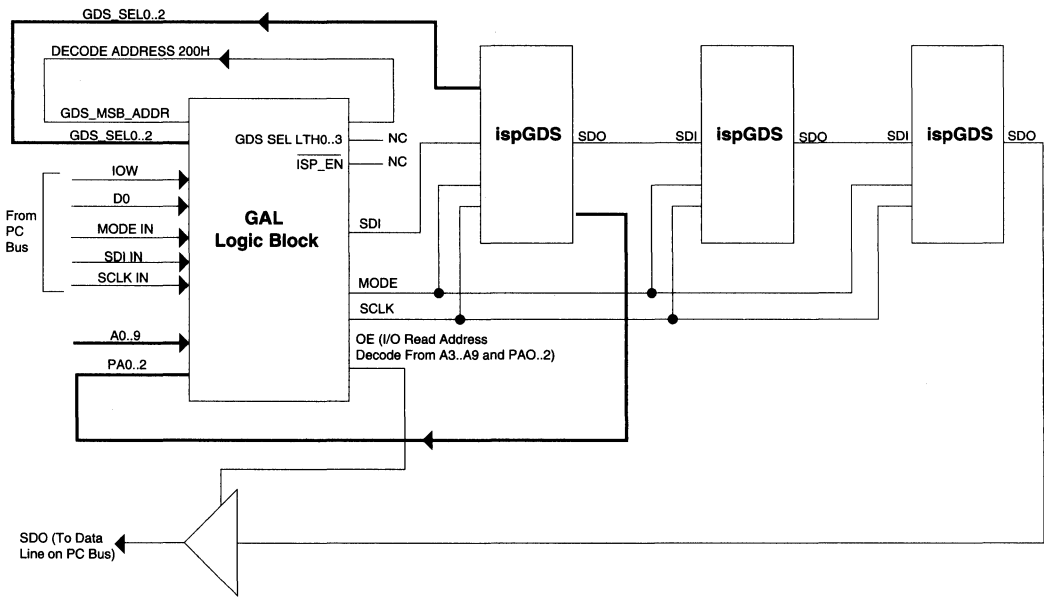 GDS_SEL0..2
DECODE ADDRESS 200H
GDS_MSB_ADDR
GDS_SEL0..2
GDS SEL LTH0..3
NC
ISP_EN
NC
From
PC
Bus
IOW
D0
MODE IN
SDI IN
SCLK IN
GAL
Logic Block
SDI
MODE
SCLK
OE (I/O Read Address
Decode From A3..A9 and PAO..2)
A0..9
PA0..2
ispGDS
SDO
SDI
ispGDS
SDO
SDI
ispGDS
SDO
SDO (To Data
Line on PC Bus)